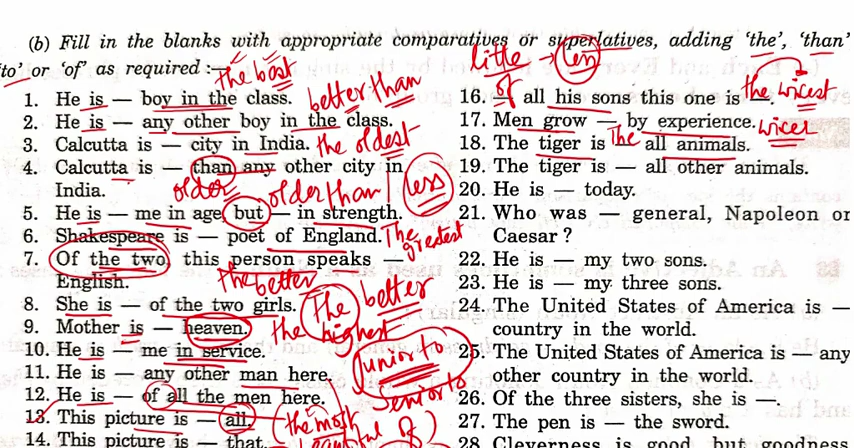 (b) Fill in the blanks with appropriate comparatives or superlatives, adding 'the', 'than'
'to' or 'of' as required :—
The best
1. He is — boy in the class.
better than
2. He is — any other boy in the class.
3. Calcutta is — city in India.
the oldest
4. Calcutta is — than any other city in
India.
older
older than
less
5. He is — me in age but — in strength.
6. Shakespeare is — poet of England.
The gretest
7. Of the two this person speaks —
English.
The better
better
8. She is — of the two girls.
The
9. Mother is — heaven.
the highest
10. He is — me in service.
Junior to
11. He is — any other man here.
Senior to
12. He is — of all the men here.
13. This picture is — all.
(the most
beautiful of)
14. This picture is — that.
little → less
of
16. — all his sons this one is —.
the wicest
17. Men grow — by experience.
wicer
18. The tiger is — all animals.
The
19. The tiger is — all other animals.
20. He is — today.
21. Who was — general, Napoleon or
Caesar ?
22. He is — my two sons.
23. He is — my three sons.
24. The United States of America is —
country in the world.
25. The United States of America is — any
other country in the world.
26. Of the three sisters, she is —.
27. The pen is — the sword.
28. Cleverness is good, but goodness